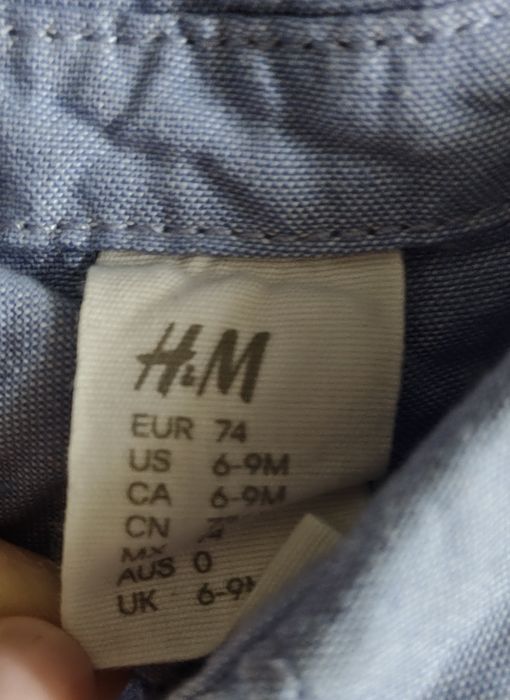 H&M
EUR 74
US 6-9M
CA 6-9M
CN
MX
AUS 0
UK 6-9